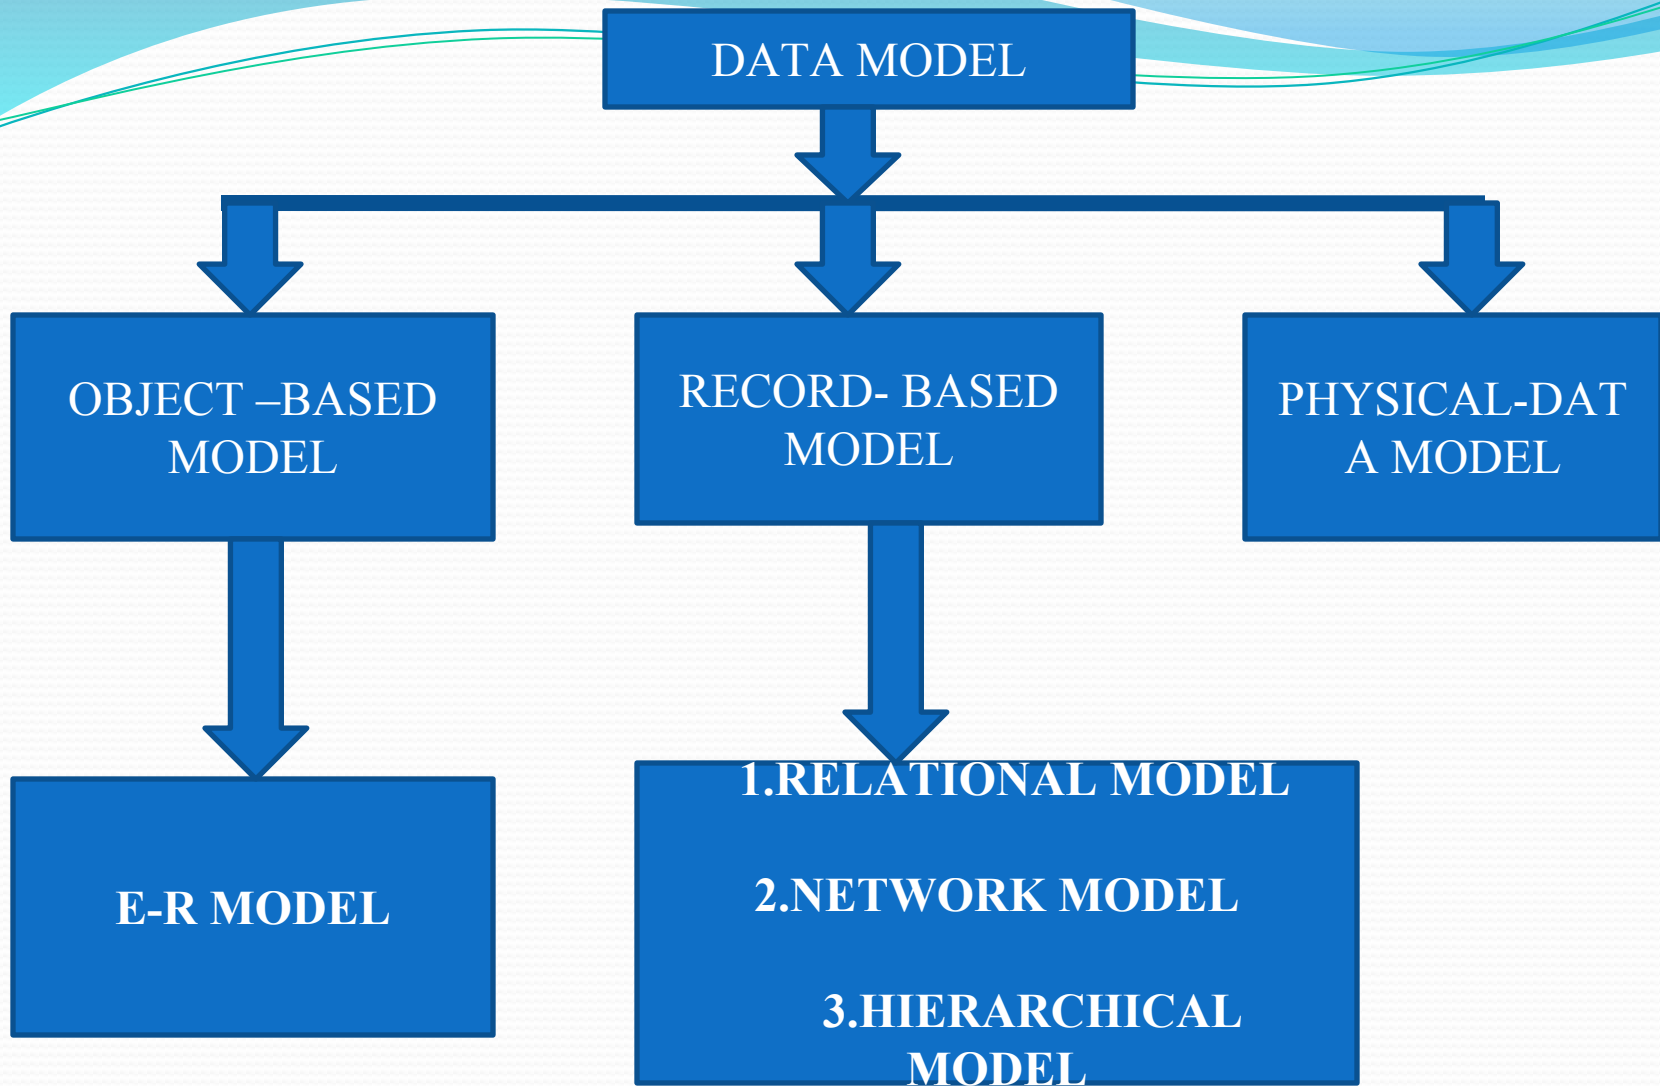 DATA MODEL
OBJECT –BASED
MODEL
RECORD- BASED
MODEL
PHYSICAL-DAT
A MODEL
E-R MODEL
1.RELATIONAL MODEL
2.NETWORK MODEL
3.HIERARCHICAL
MODEL